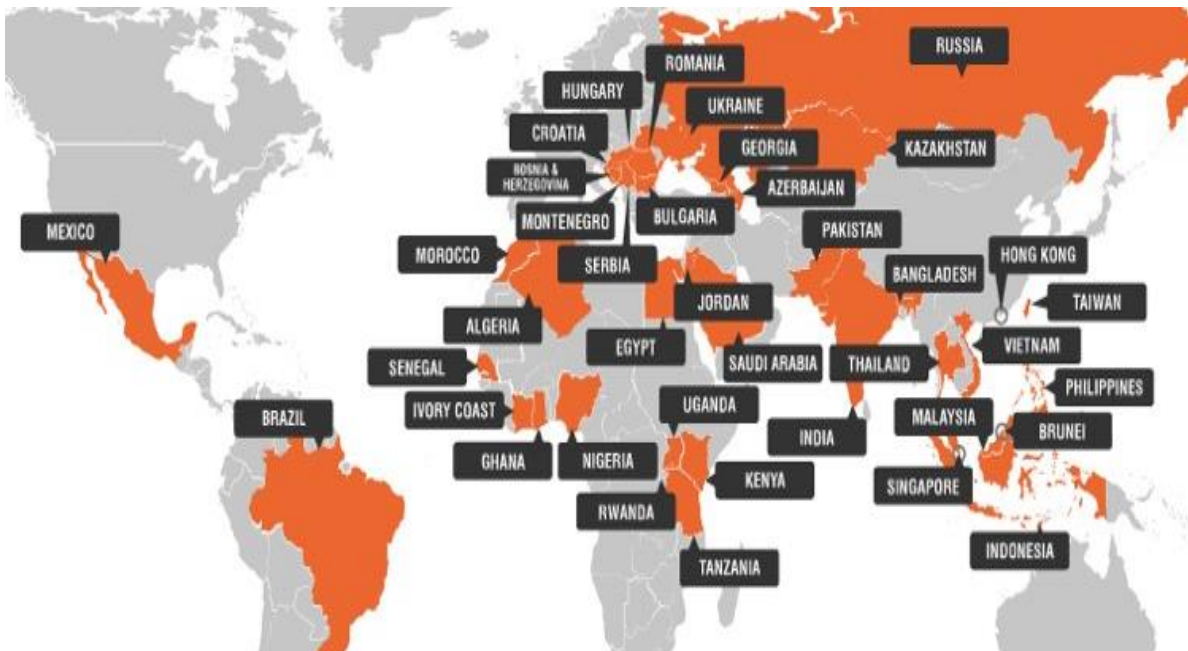 RUSSIA
ROMANIA
HUNGARY
UKRAINE
CROATIA
GEORGIA
KAZAKHSTAN
BOSNIA &
HERZEGOVINA
AZERBAIJAN
MONTENEGRO
BULGARIA
MEXICO
PAKISTAN
MOROCCO
SERBIA
HONG KONG
BANGLADESH
JORDAN
TAIWAN
ALGERIA
EGYPT
SAUDI ARABIA
THAILAND
VIETNAM
SENEGAL
PHILIPPINES
IVORY COAST
UGANDA
BRAZIL
MALAYSIA
BRUNEI
INDIA
GHANA
NIGERIA
KENYA
SINGAPORE
RWANDA
INDONESIA
TANZANIA